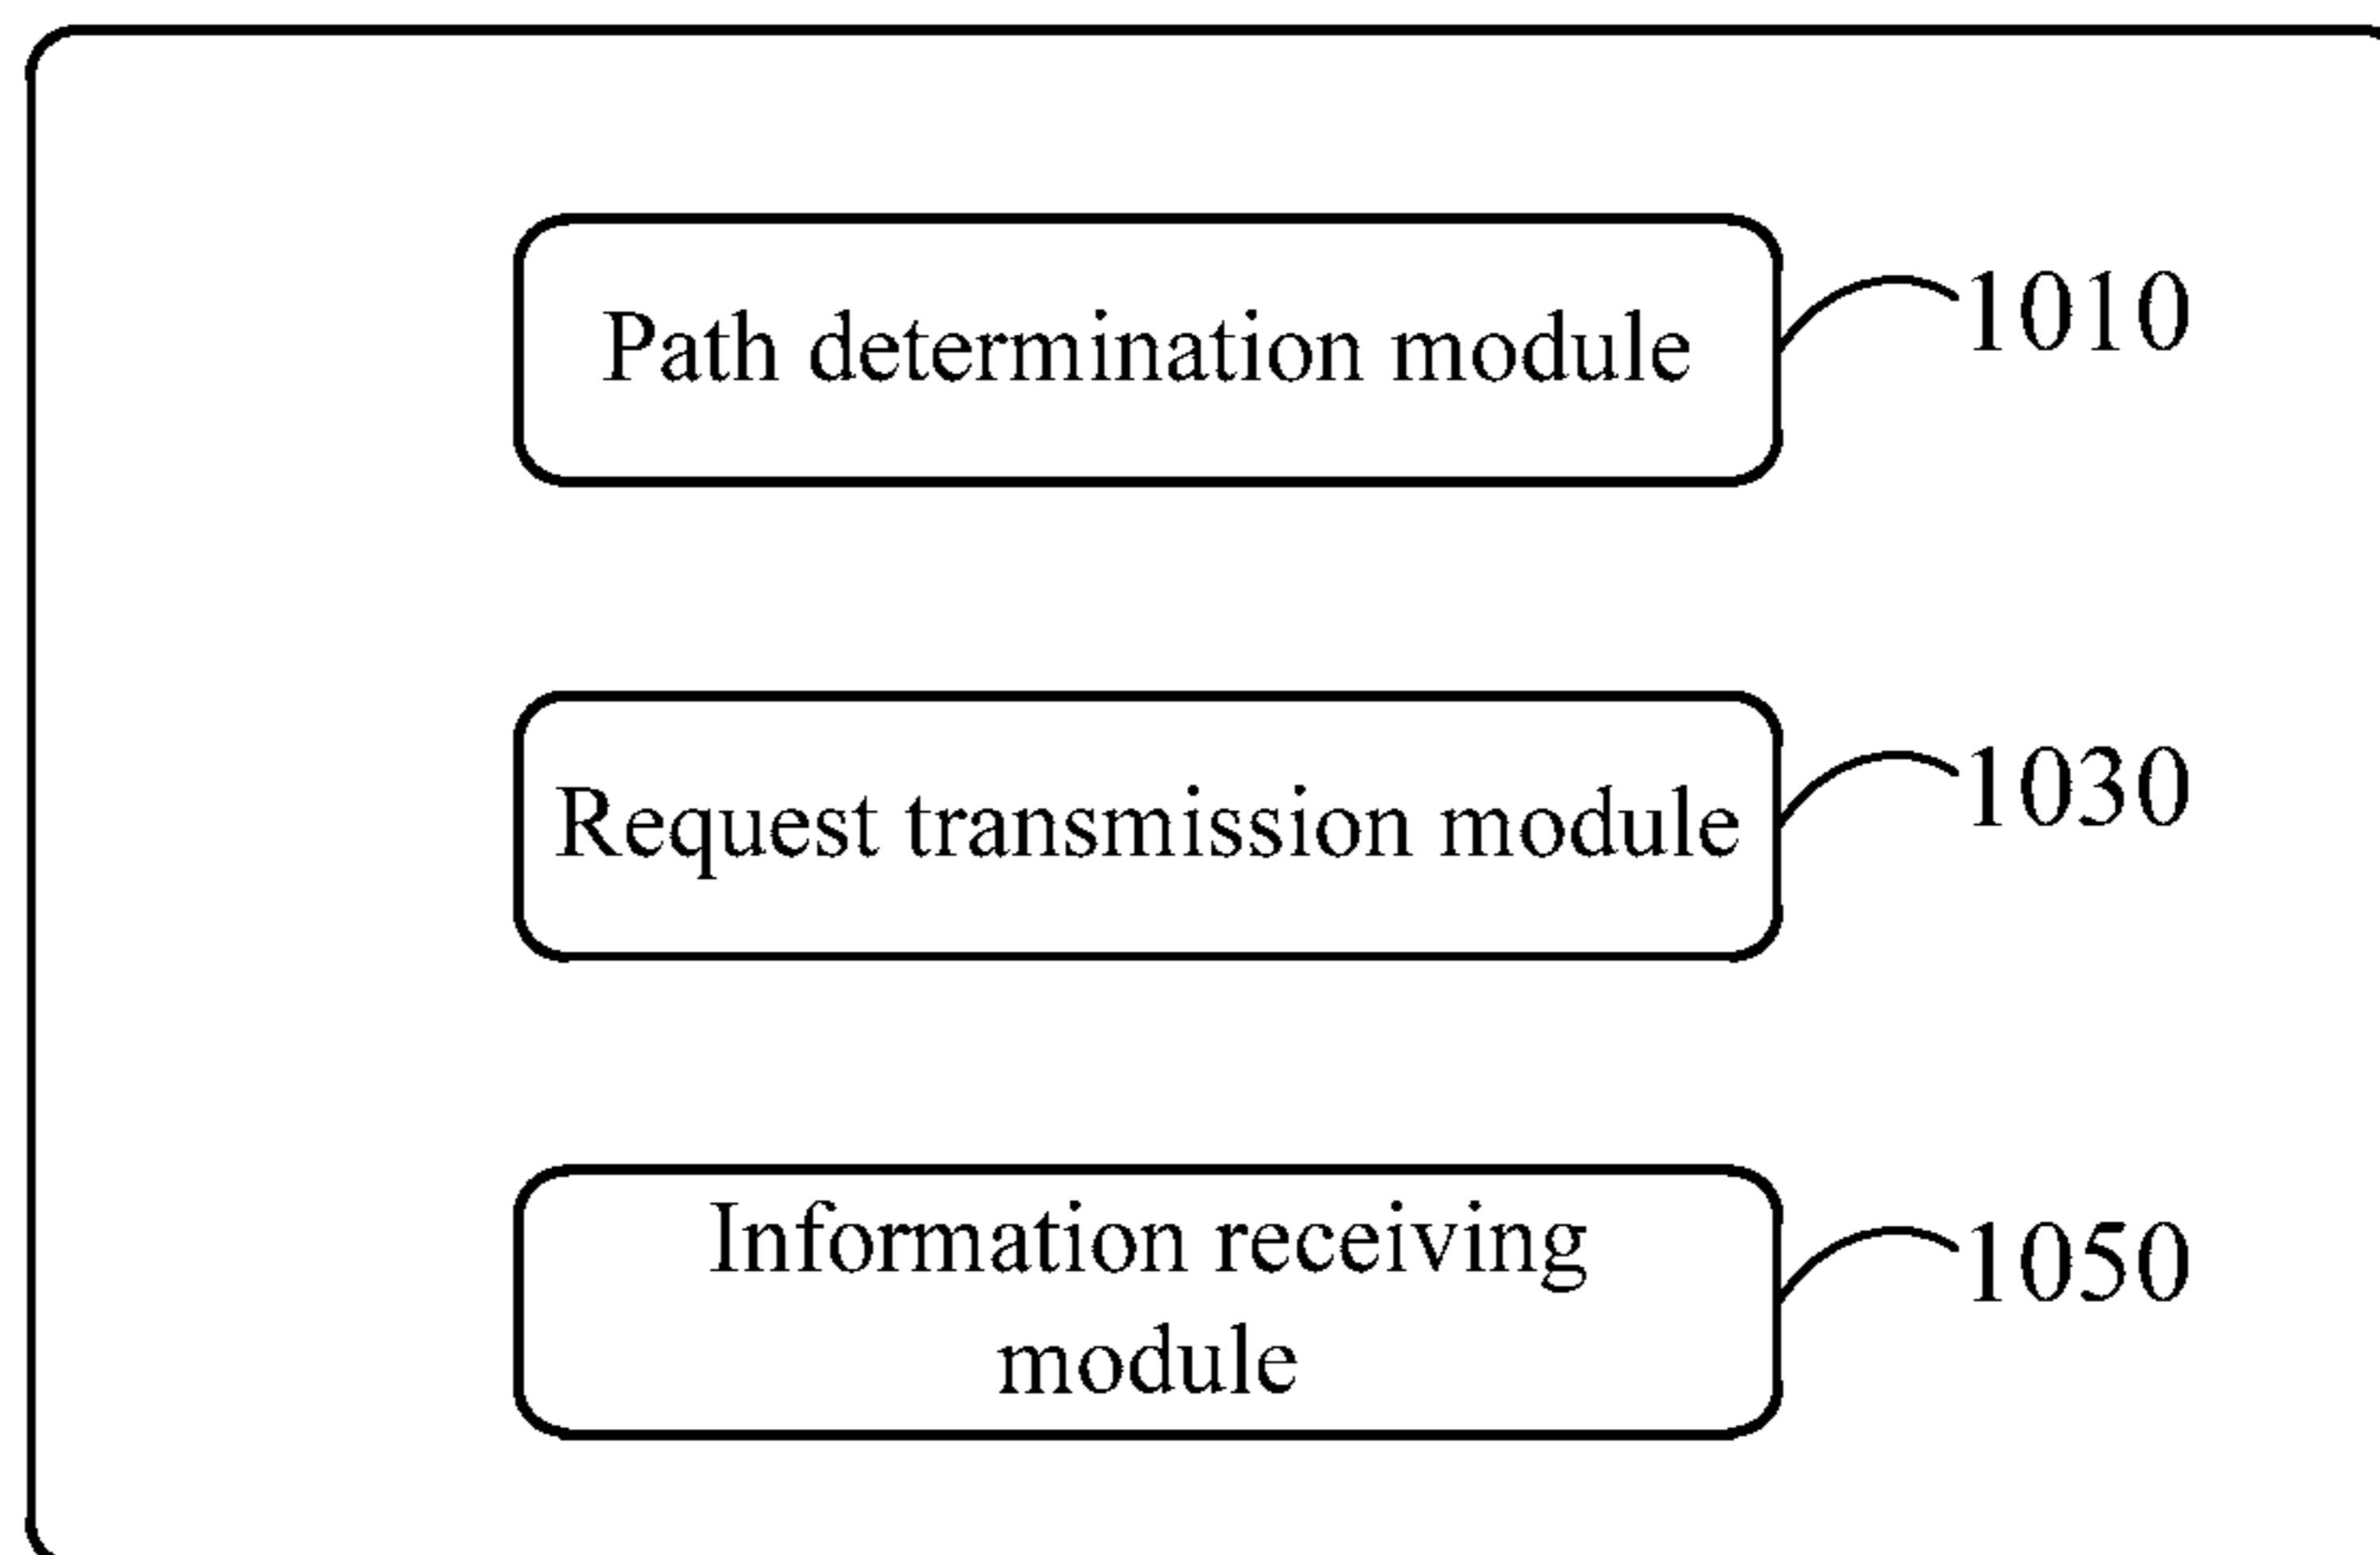 Path determination module
1010
Request transmission module
1030
Information receiving
module
1050